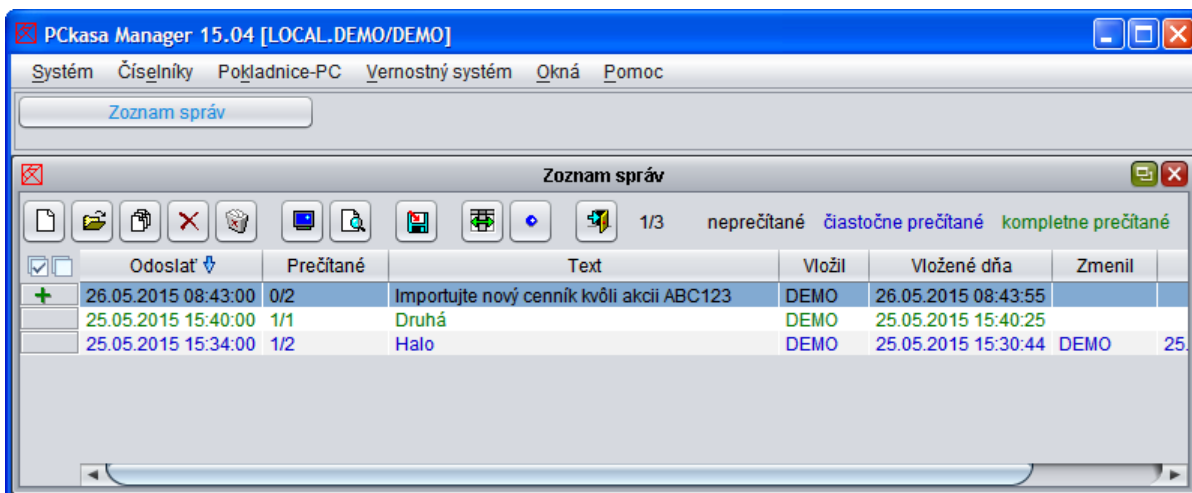 PCkasa Manager 15.04 [LOCAL.DEMO/DEMO]
Systém Číselníky Pokladnice-PC Vernostný systém Okná Pomoc
Zoznam správ
Zoznam správ
1/3 neprečítané čiastočne prečítané kompletne prečítané
Odoslať Prečítané Text Vložil Vložené dňa Zmenil
26.05.2015 08:43:00 0/2 Importujte nový cenník kvôli akcii ABC123 DEMO 26.05.2015 08:43:55
25.05.2015 15:40:00 1/1 Druhá DEMO 25.05.2015 15:40:25
25.05.2015 15:34:00 1/2 Halo DEMO 25.05.2015 15:30:44 DEMO 25.